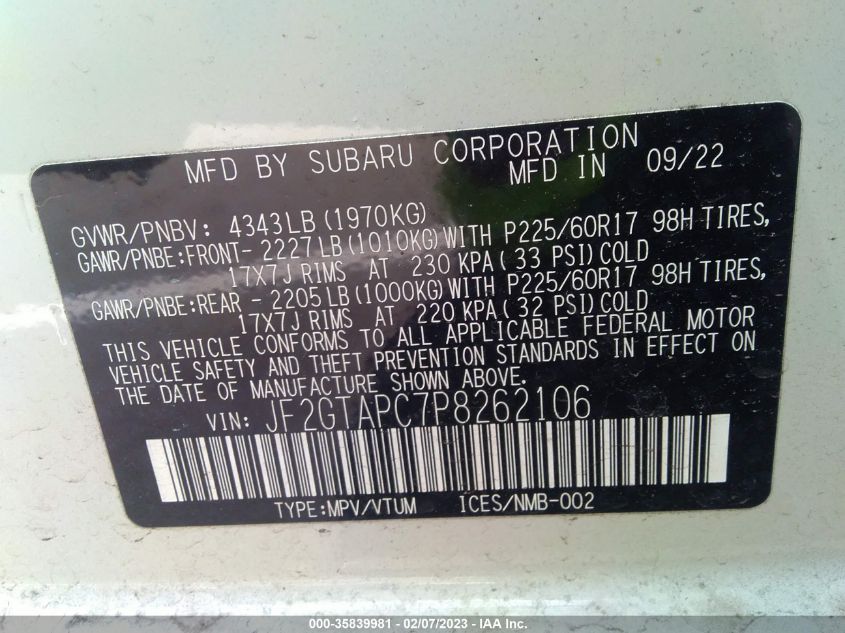 MFD BY SUBARU CORPORATION
MFD IN 09/22
GVWR/PNBV: 4343LB (1970KG)
GAWR/PNBE:FRONT- 2227LB (1010KG) WITH P225/60R17 98H TIRES,
17X7J RIMS AT 230 KPA( 33 PSI)COLD
GAWR/PNBE:REAR - 2205LB (1000KG) WITH P225/60R17 98H TIRES,
17X7J RIMS AT 220 KPA( 32 PSI)COLD
THIS VEHICLE CONFORMS TO ALL APPLICABLE FEDERAL MOTOR
VEHICLE SAFETY AND THEFT PREVENTION STANDARDS IN EFFECT ON
THE DATE OF MANUFACTURE SHOWN ABOVE.
VIN: JF2GTAPC7P8262106
TYPE:MPV/VTUM ICES/NMB-002
000-35839981 - 02/07/2023 - IAA Inc.